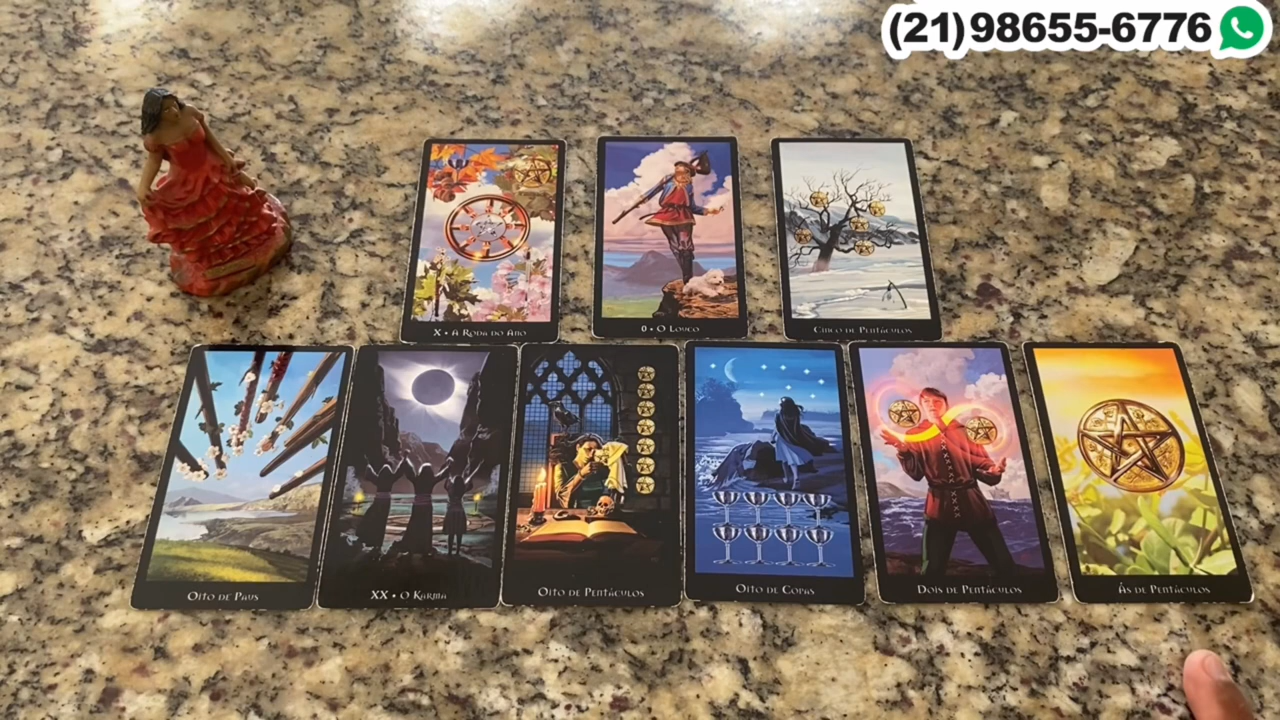 (21)98655-6776
X • A Roda do Ano
0 • O Louco
Cinco de Pentáculos
Oito de Paus
XX • O Karma
Oito de Pentáculos
Oito de Copas
Dois de Pentáculos
Ás de Pentáculos